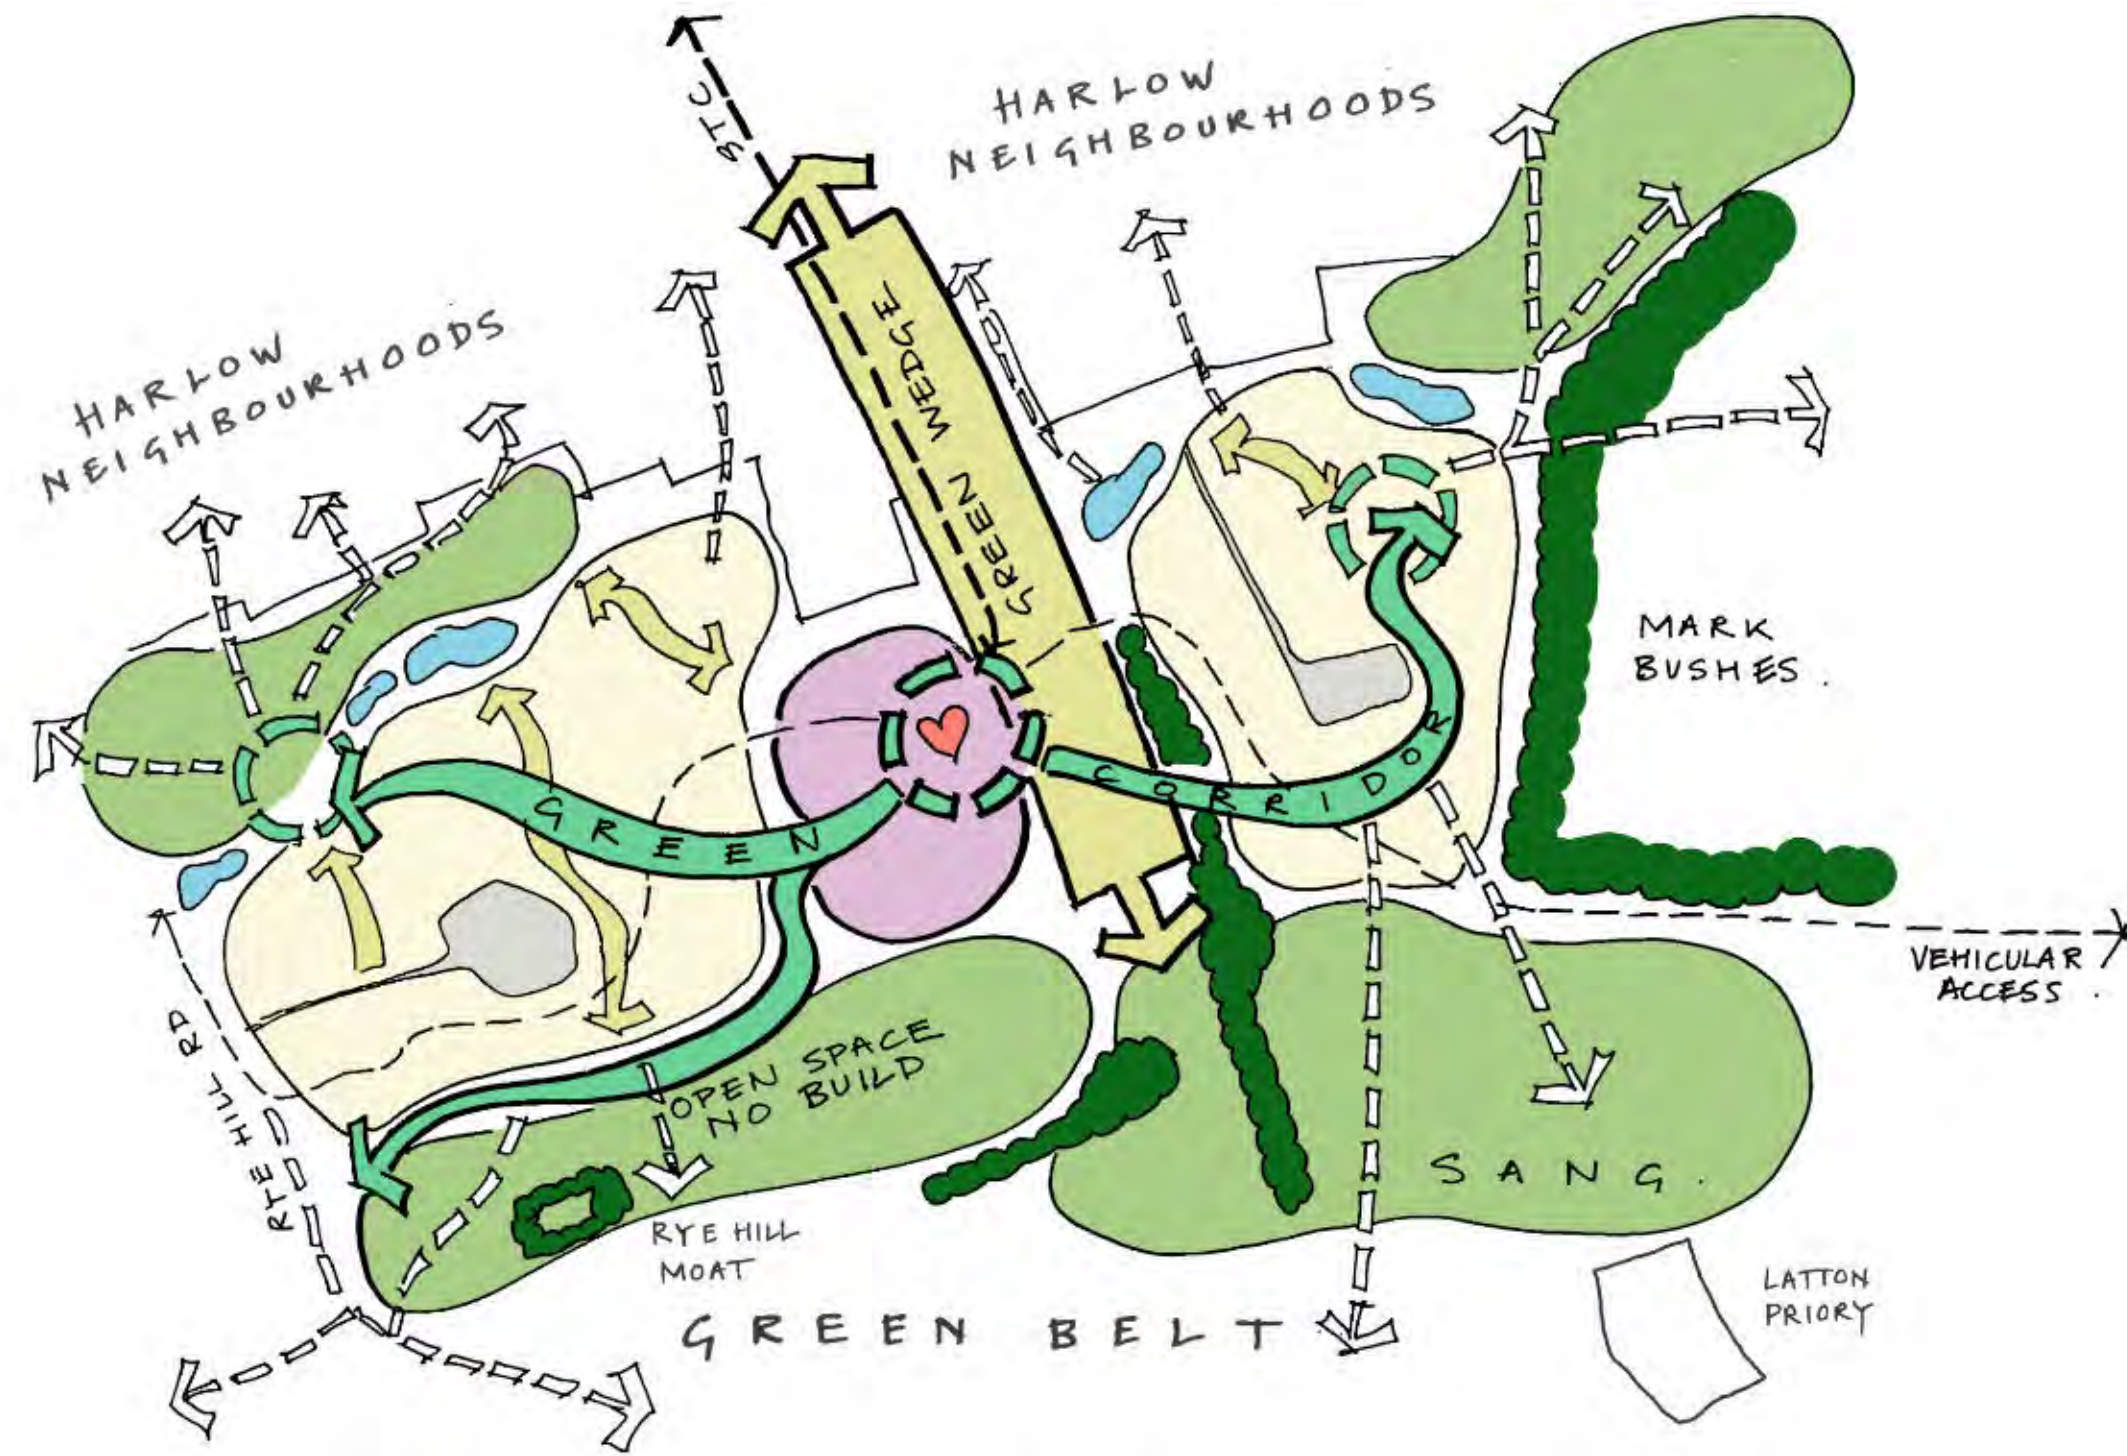 STC
HARLOW
NEIGHBOURHOODS
HARLOW
NEIGHBOURHOODS
GREEN WEDGE
MARK
BUSHES.
GREEN
CORRIDOR
VEHICULAR
ACCESS.
RYE HILL RD
OPEN SPACE
NO BUILD
SANG.
RYE HILL
MOAT
LATTON
PRIORY
GREEN BELT